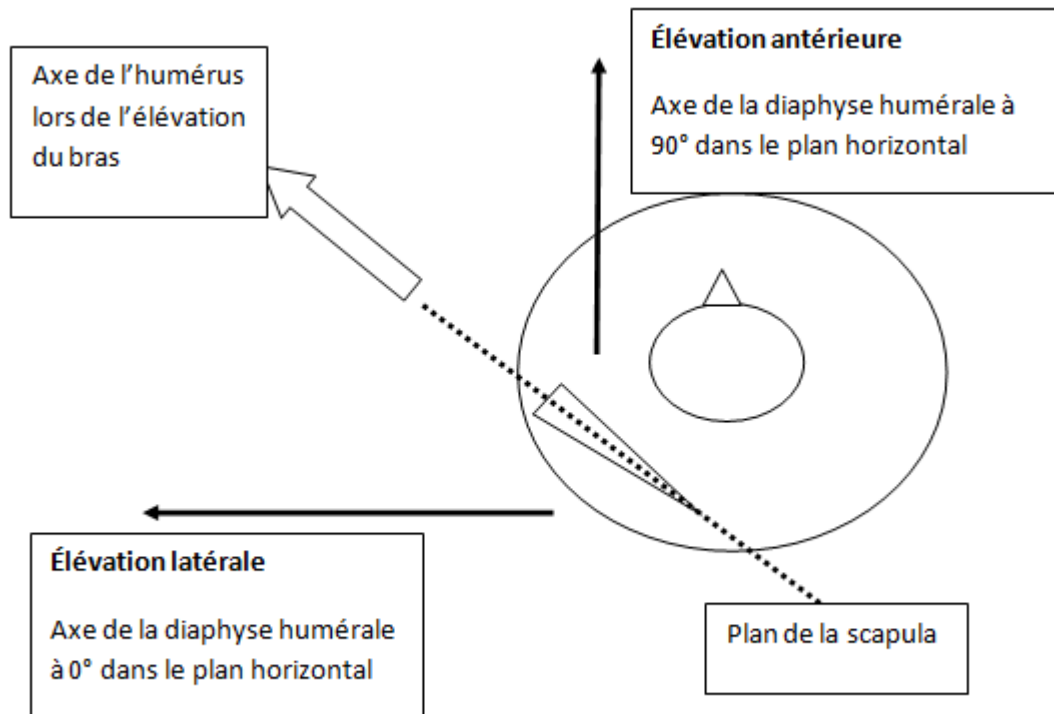 Axe de l'humérus
lors de l'élévation
du bras
Élévation antérieure
Axe de la diaphyse humérale à
90° dans le plan horizontal
Élévation latérale
Axe de la diaphyse humérale
à 0° dans le plan horizontal
Plan de la scapula